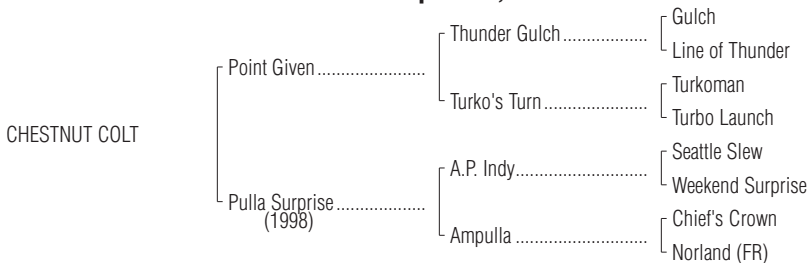 Gulch
Thunder Gulch
Line of Thunder
Point Given
Turkoman
Turko's Turn
Turbo Launch
CHESTNUT COLT
Seattle Slew
A.P. Indy
Weekend Surprise
Pulla Surprise
(1998)
Chief's Crown
Ampulla
Norland (FR)